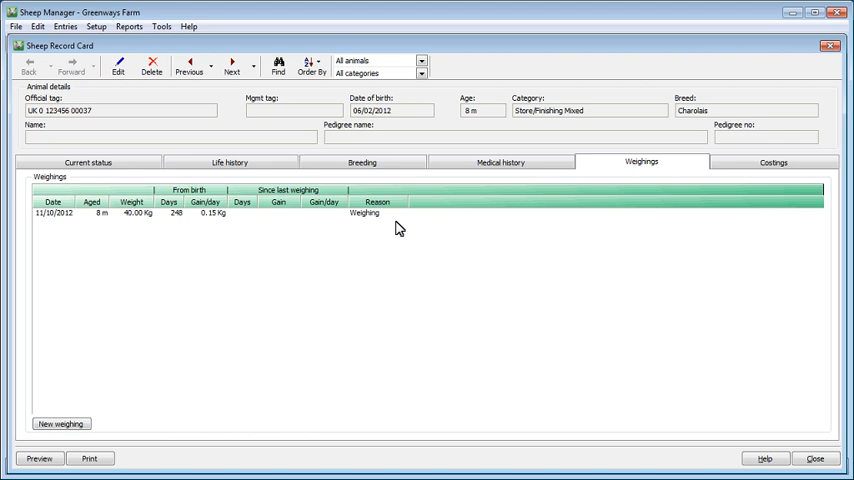 Sheep Manager - Greenways Farm
File Edit Entries Setup Reports Tools Help
Sheep Record Card
Back Forward Edit Delete Previous Next Find Order By
All animals
All categories
Animal details
Official tag: Mgmt tag: Date of birth: Age: Category: Breed:
UK 0 123456 00037 06/02/2012 8 m Store/Finishing Mixed Charolais
Name: Pedigree name: Pedigree no:
Current status Life history Breeding Medical history Weighings Costings
Weighings
From birth Since last weighing
Date Aged Weight Days Gain/day Days Gain Gain/day Reason
11/10/2012 8 m 40.00 Kg 248 0.15 Kg Weighing
New weighing
Preview Print Help Close